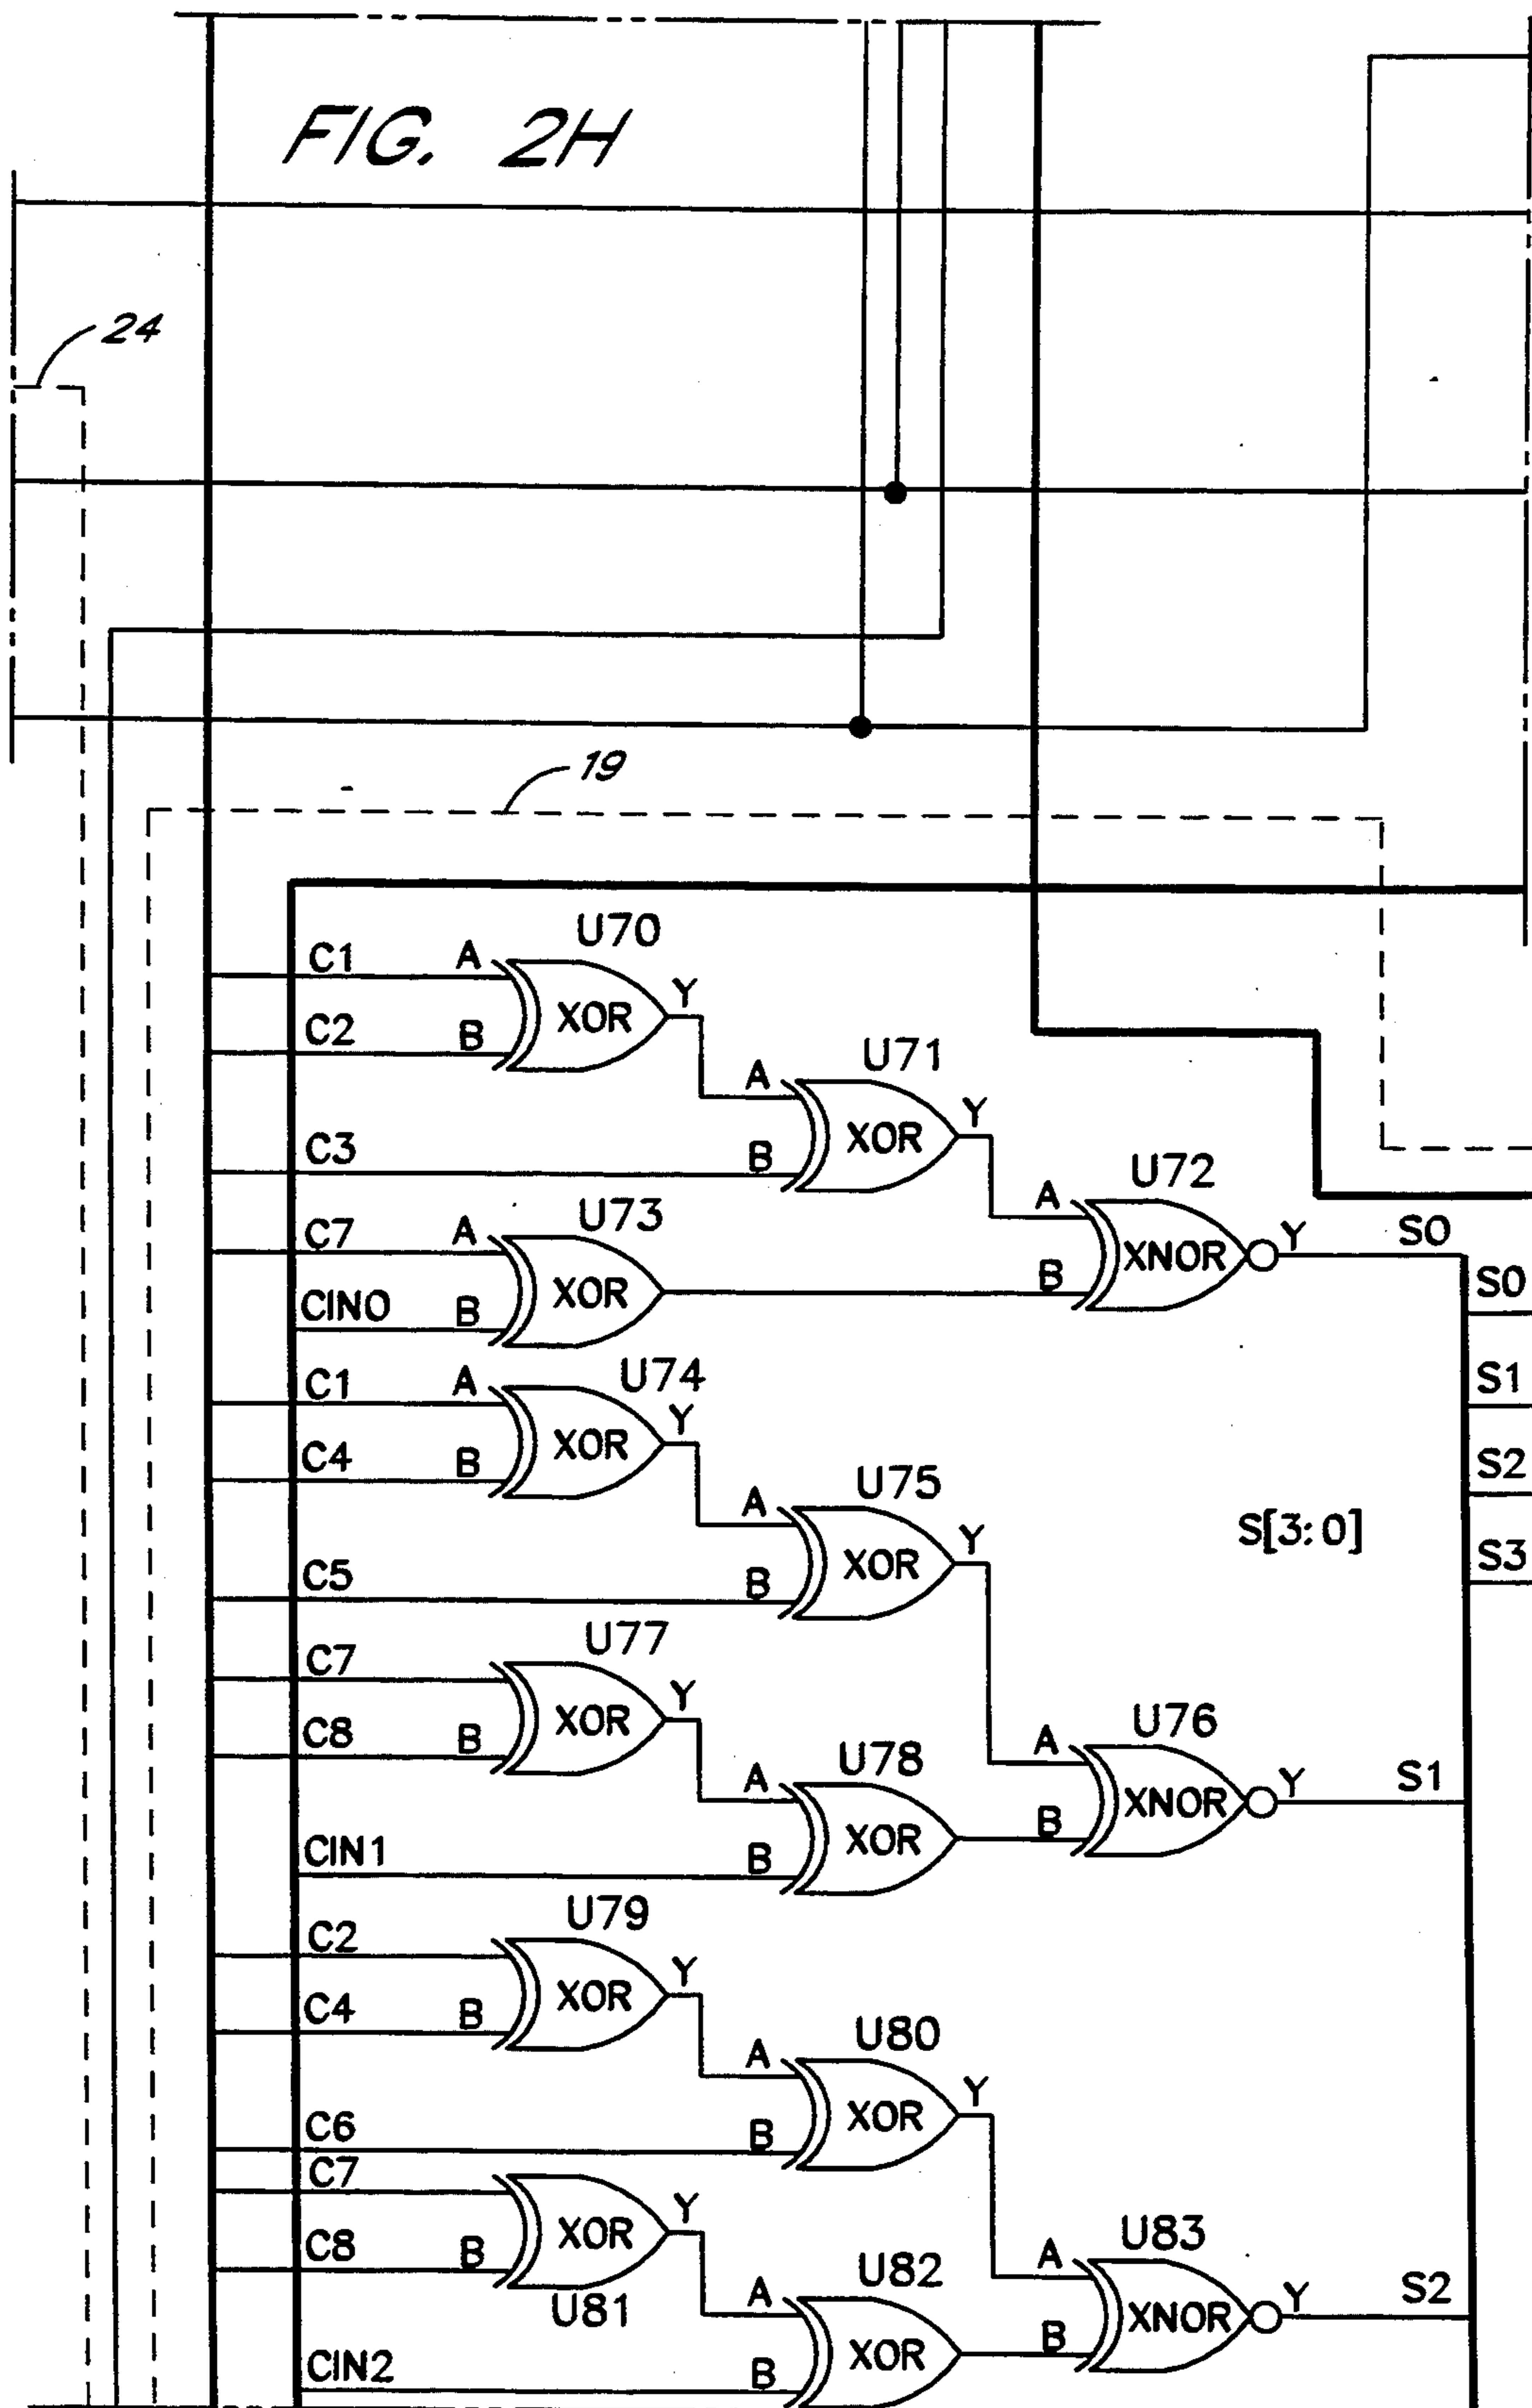 FIG. 2H
24
19
U70
C1 A
XOR Y
C2 B
U71
A
XOR Y
C3 B
U72
A
XNOR Y S0
B
U73
C7 A
XOR
CIN0 B
S0
U74
C1 A
XOR Y
C4 B
S1
U75
A
XOR Y
C5 B
S2
S[3:0]
S3
U77
C7
XOR Y
C8 B
U76
A
XNOR Y S1
B
U78
A
XOR
CIN1 B
U79
C2
XOR Y
C4 B
U80
A
XOR Y
C6 B
C7
XOR Y
C8 B
U81
U83
A
XNOR Y S2
B
U82
A
XOR
CIN2 B